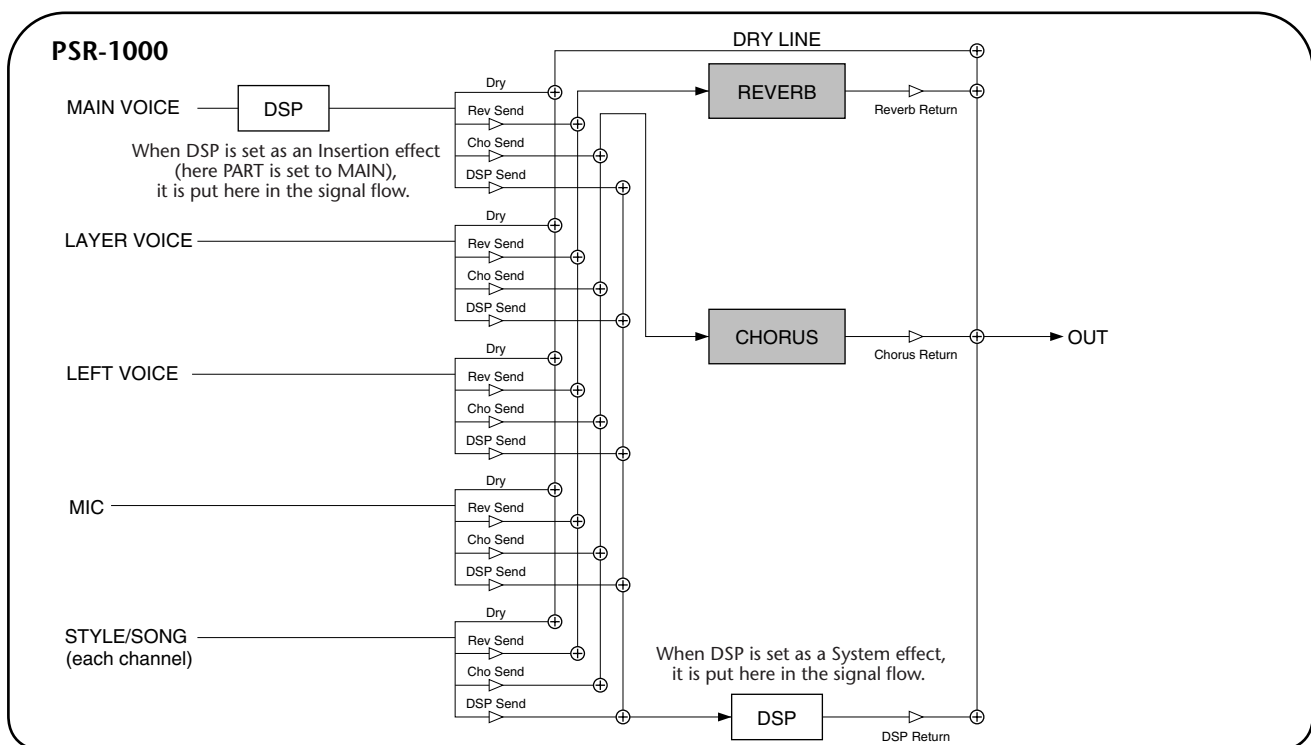 PSR-1000
DRY LINE
MAIN VOICE
DSP
Dry
Rev Send
Cho Send
DSP Send
When DSP is set as an Insertion effect
(here PART is set to MAIN),
it is put here in the signal flow.
REVERB
Reverb Return
LAYER VOICE
Dry
Rev Send
Cho Send
DSP Send
CHORUS
Chorus Return
OUT
LEFT VOICE
Dry
Rev Send
Cho Send
DSP Send
MIC
Dry
Rev Send
Cho Send
DSP Send
STYLE/SONG
(each channel)
Dry
Rev Send
Cho Send
DSP Send
When DSP is set as a System effect,
it is put here in the signal flow.
DSP
DSP Return